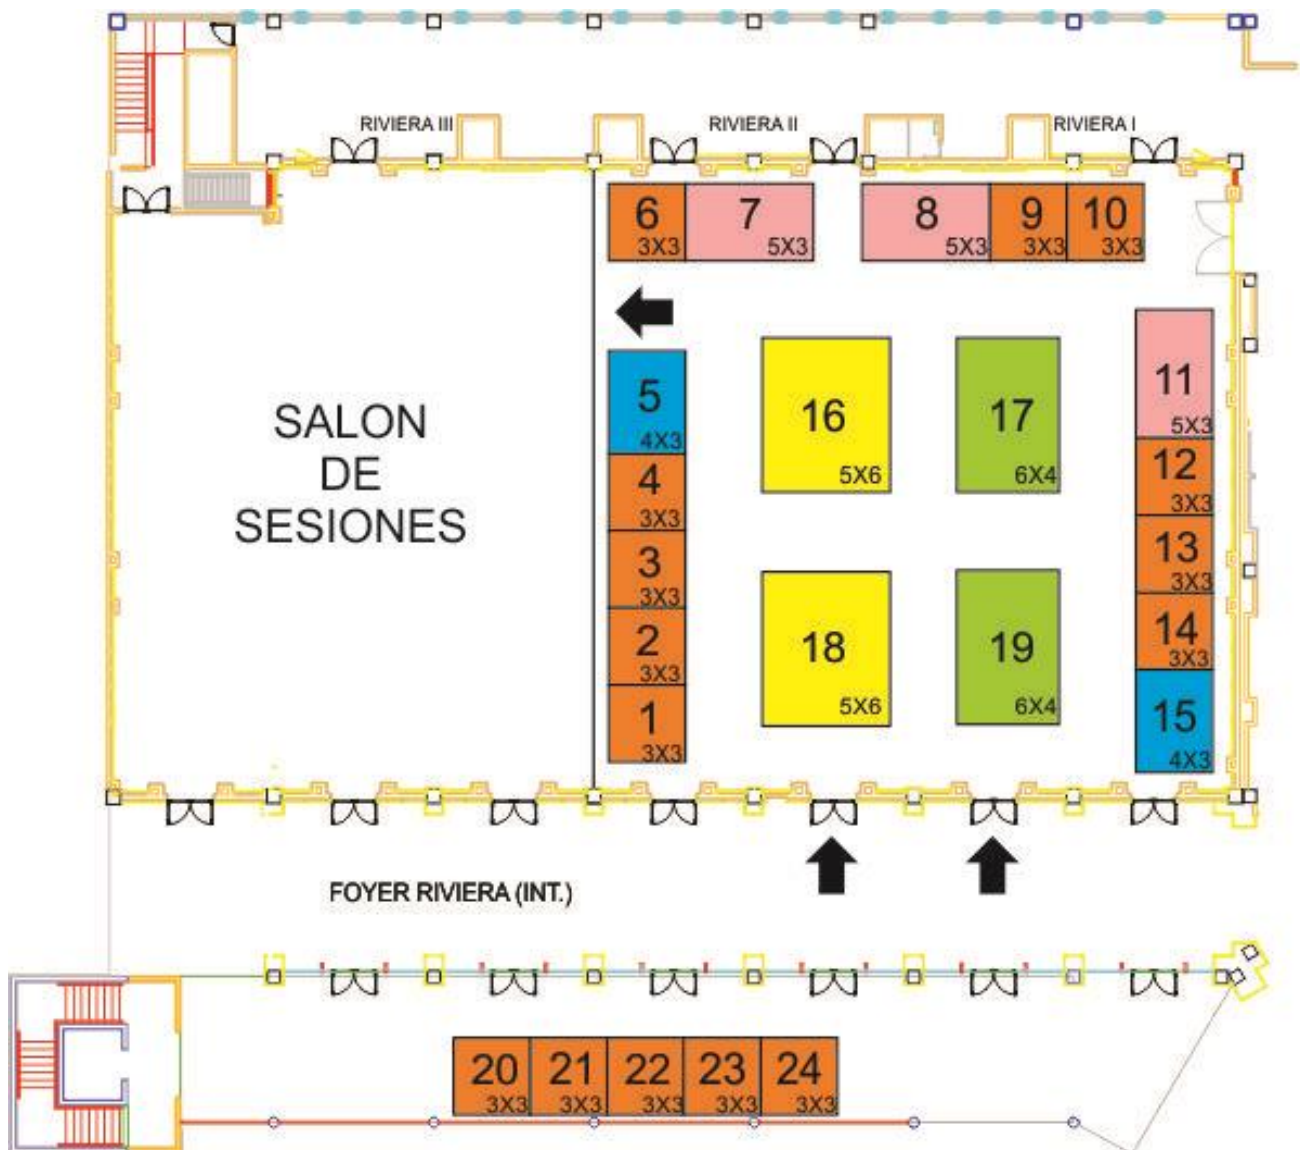 RIVIERA III
RIVIERA II
RIVIERA I
6
3X3
7
5X3
8
5X3
9
3X3
10
3X3
SALON
DE
SESIONES
5
4X3
4
3X3
3
3X3
2
3X3
1
3X3
16
5X6
17
6X4
18
5X6
19
6X4
11
5X3
12
3X3
13
3X3
14
3X3
15
4X3
FOYER RIVIERA (INT.)
20
3X3
21
3X3
22
3X3
23
3X3
24
3X3